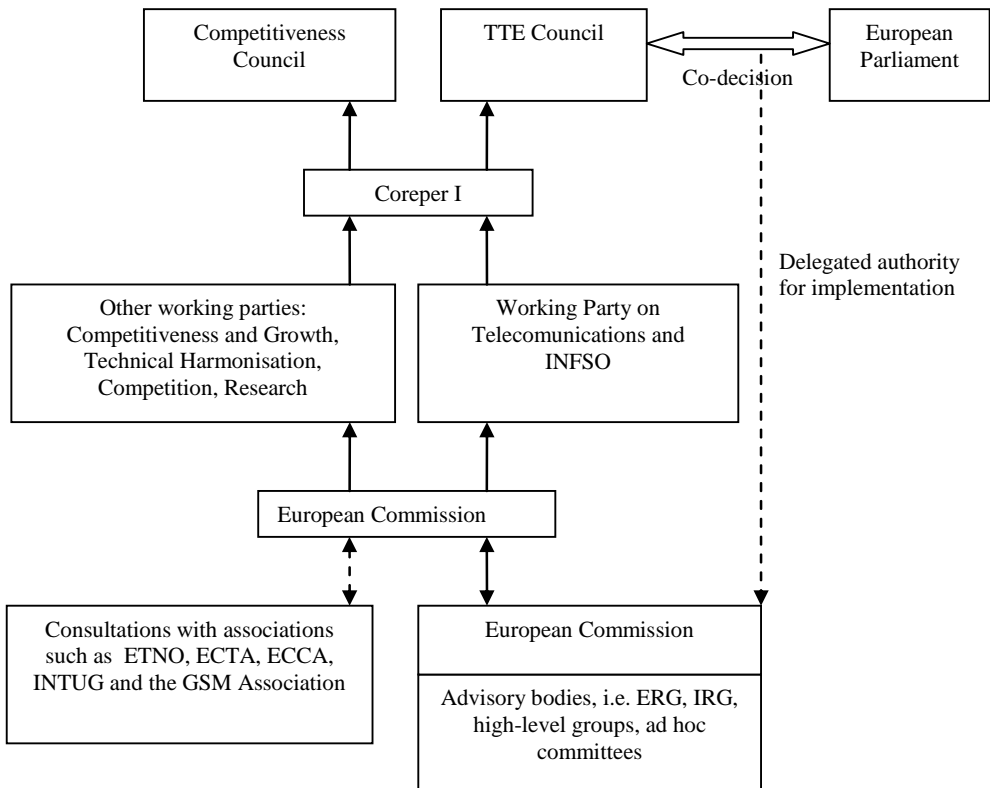 Competitiveness
Council
TTE Council
European
Parliament
Co-decision
Coreper I
Delegated authority
for implementation
Other working parties:
Competitiveness and Growth,
Technical Harmonisation,
Competition, Research
Working Party on
Telecomunications and
INFSO
European Commission
Consultations with associations
such as ETNO, ECTA, ECCA,
INTUG and the GSM Association
European Commission
Advisory bodies, i.e. ERG, IRG,
high-level groups, ad hoc
committees